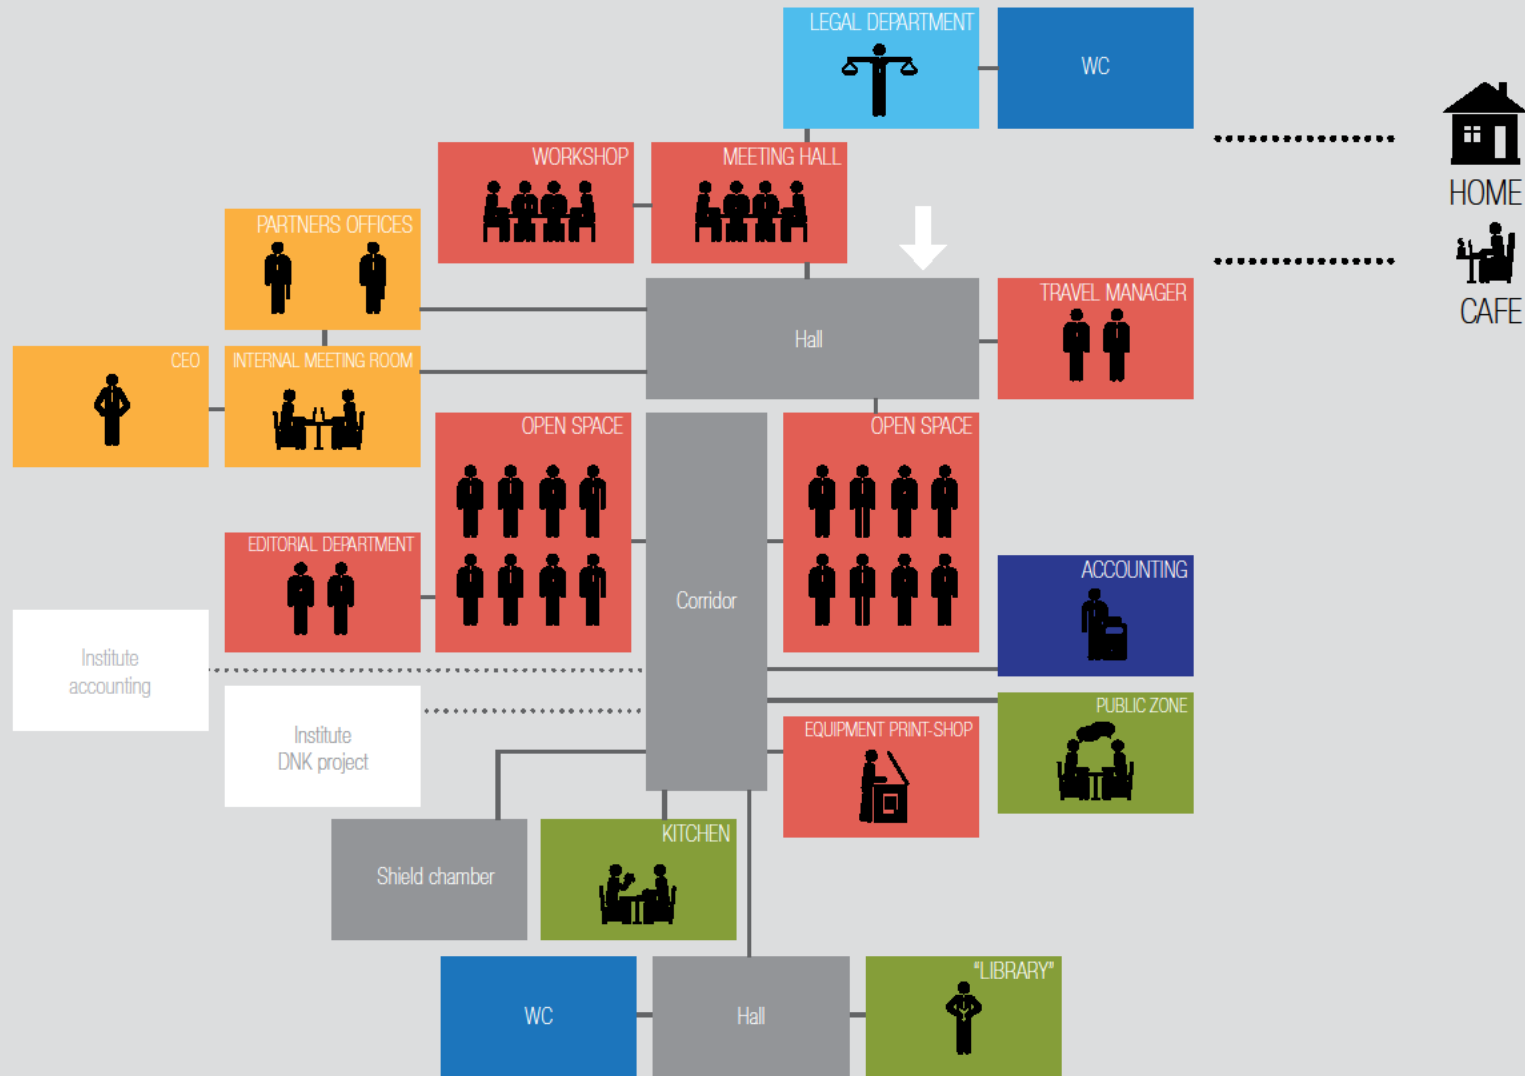 LEGAL DEPARTMENT
WC
HOME
CAFE
WORKSHOP
MEETING HALL
PARTNERS OFFICES
Hall
TRAVEL MANAGER
CEO
INTERNAL MEETING ROOM
OPEN SPACE
OPEN SPACE
EDITORIAL DEPARTMENT
Corridor
ACCOUNTING
Institute
accounting
Institute
DNK project
PUBLIC ZONE
EQUIPMENT PRINT-SHOP
Shield chamber
KITCHEN
WC
Hall
"LIBRARY"